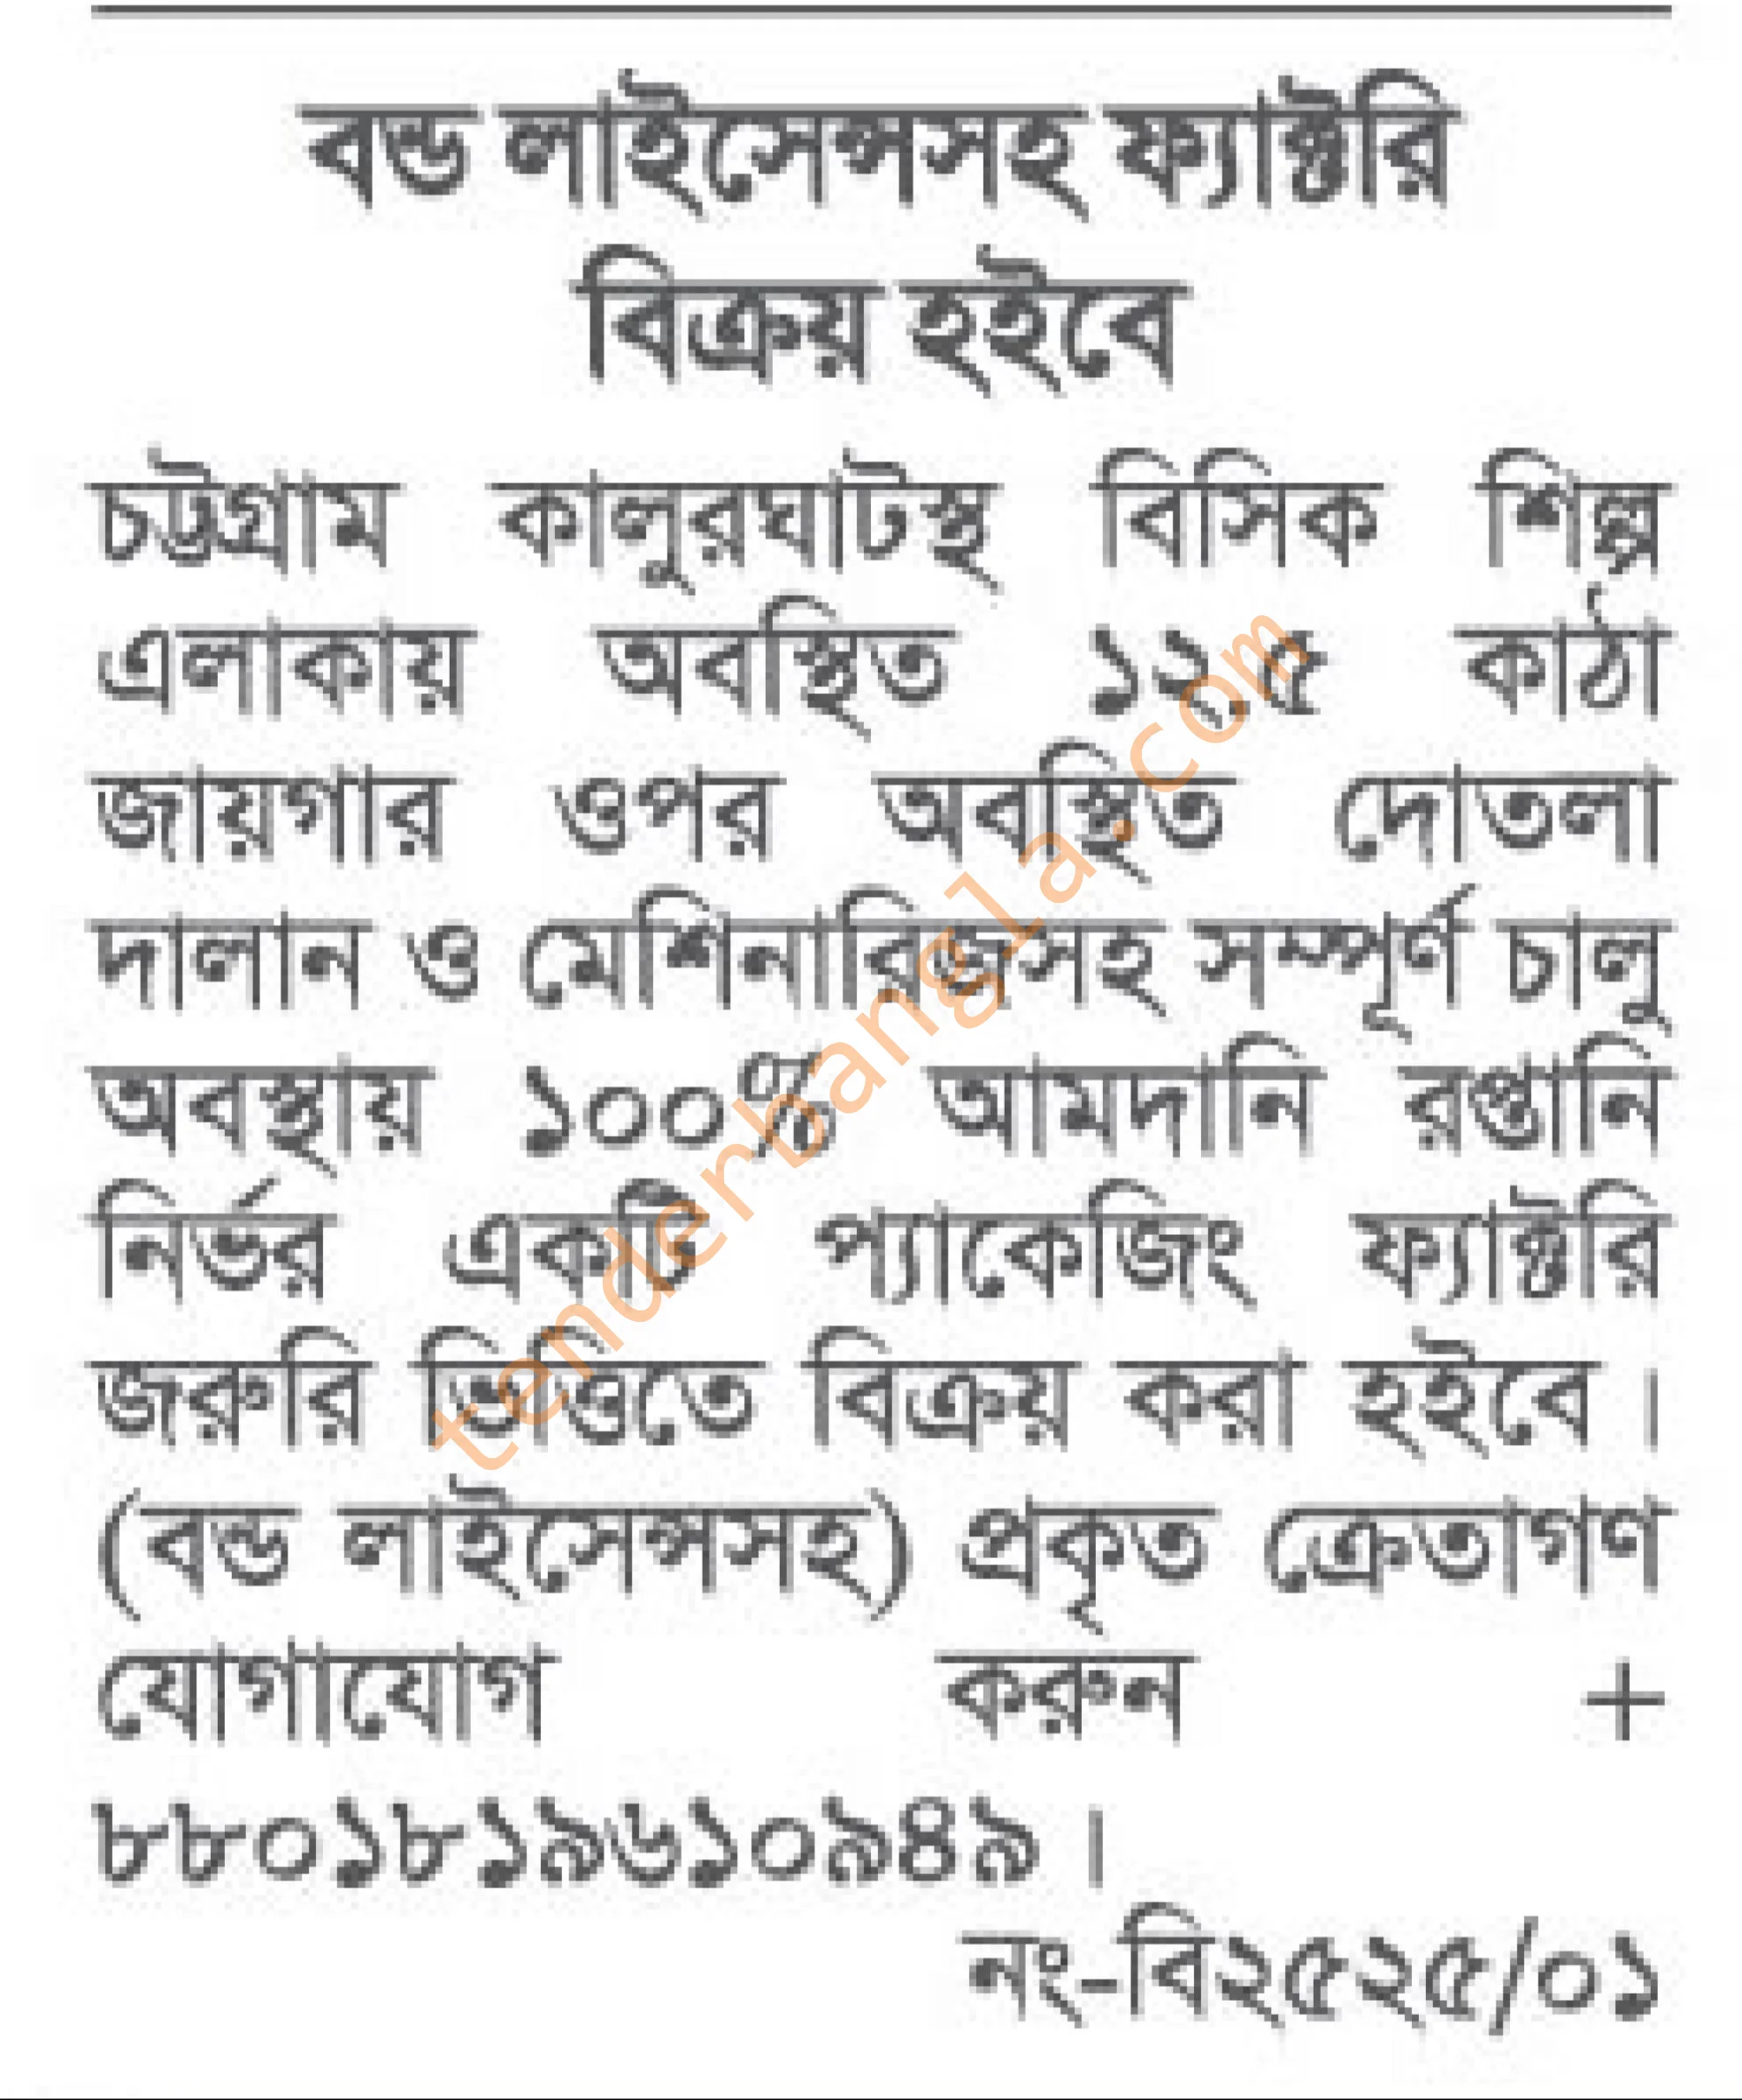 বন্ড লাইসেন্সসহ ফ্যাক্টরি
বিক্রয় হইবে
চট্টগ্রাম কালুরঘাটস্থ বিসিক শিল্প
এলাকায় অবস্থিত ১২.৫ কাঠা
জায়গার ওপর অবস্থিত দোতলা
দালান ও মেশিনারিজসহ সম্পূর্ণ চালু
অবস্থায় ১০০% আমদানি রপ্তানি
নির্ভর একটি প্যাকেজিং ফ্যাক্টরি
জরুরি ভিত্তিতে বিক্রয় করা হইবে।
(বন্ড লাইসেন্সসহ) প্রকৃত ক্রেতাগণ
যোগাযোগ করুন +
৮৮০১৮১৯৬১০৯৪৯।
নং-বি২৫২৫/০১
tenderbangla.com